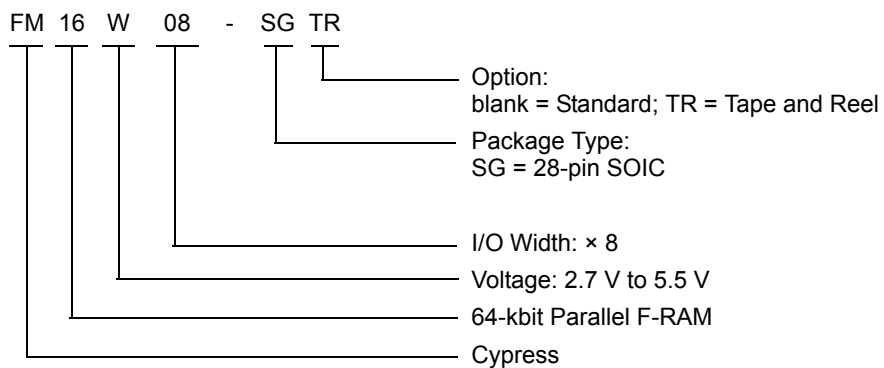 FM 16 W 08 - SG TR
Option:
blank = Standard; TR = Tape and Reel
Package Type:
SG = 28-pin SOIC
I/O Width: × 8
Voltage: 2.7 V to 5.5 V
64-kbit Parallel F-RAM
Cypress